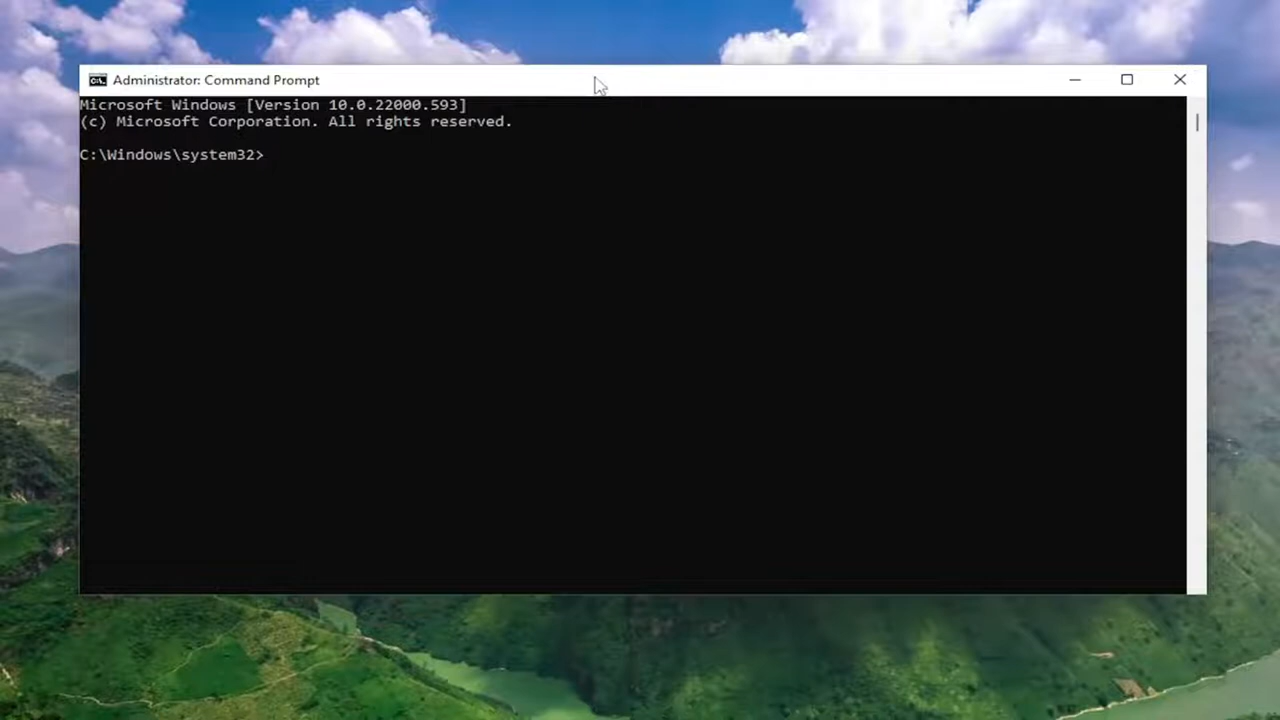 Administrator: Command Prompt
Microsoft Windows [Version 10.0.22000.593]
(c) Microsoft Corporation. All rights reserved.
C:\Windows\system32>